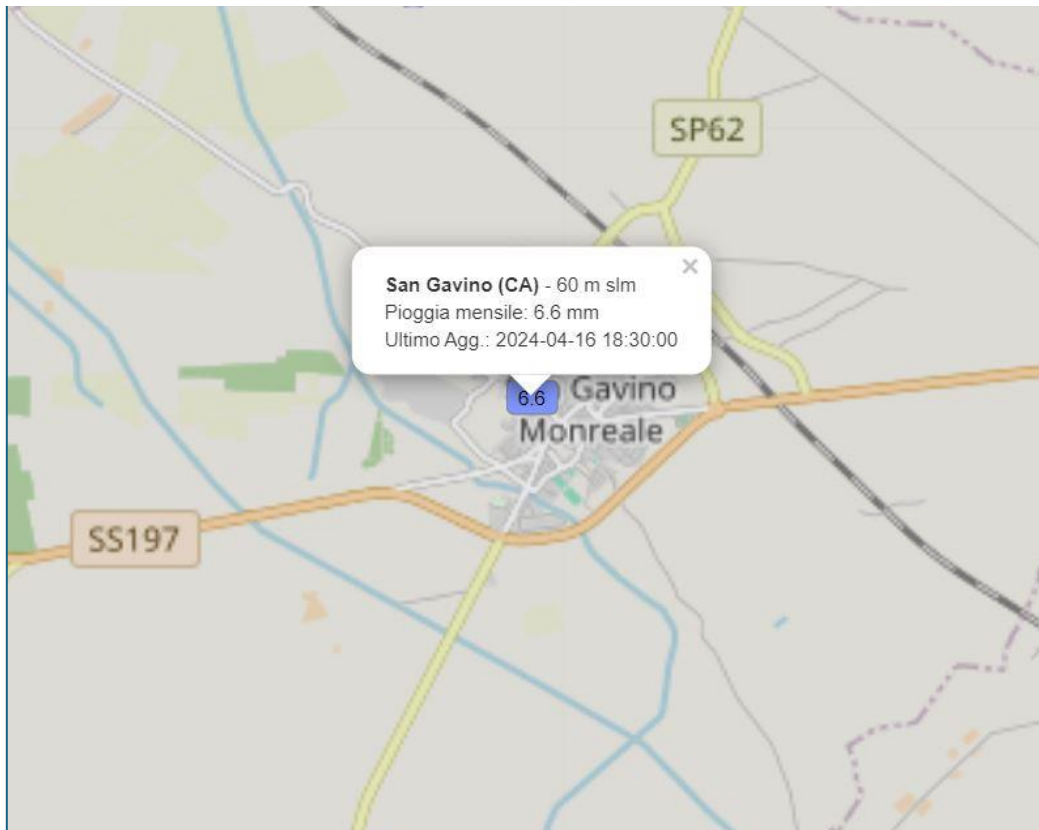 SP62
San Gavino (CA) - 60 m slm
×
Pioggia mensile: 6.6 mm
Ultimo Agg.: 2024-04-16 18:30:00
6.6
Gavino
Monreale
SS197